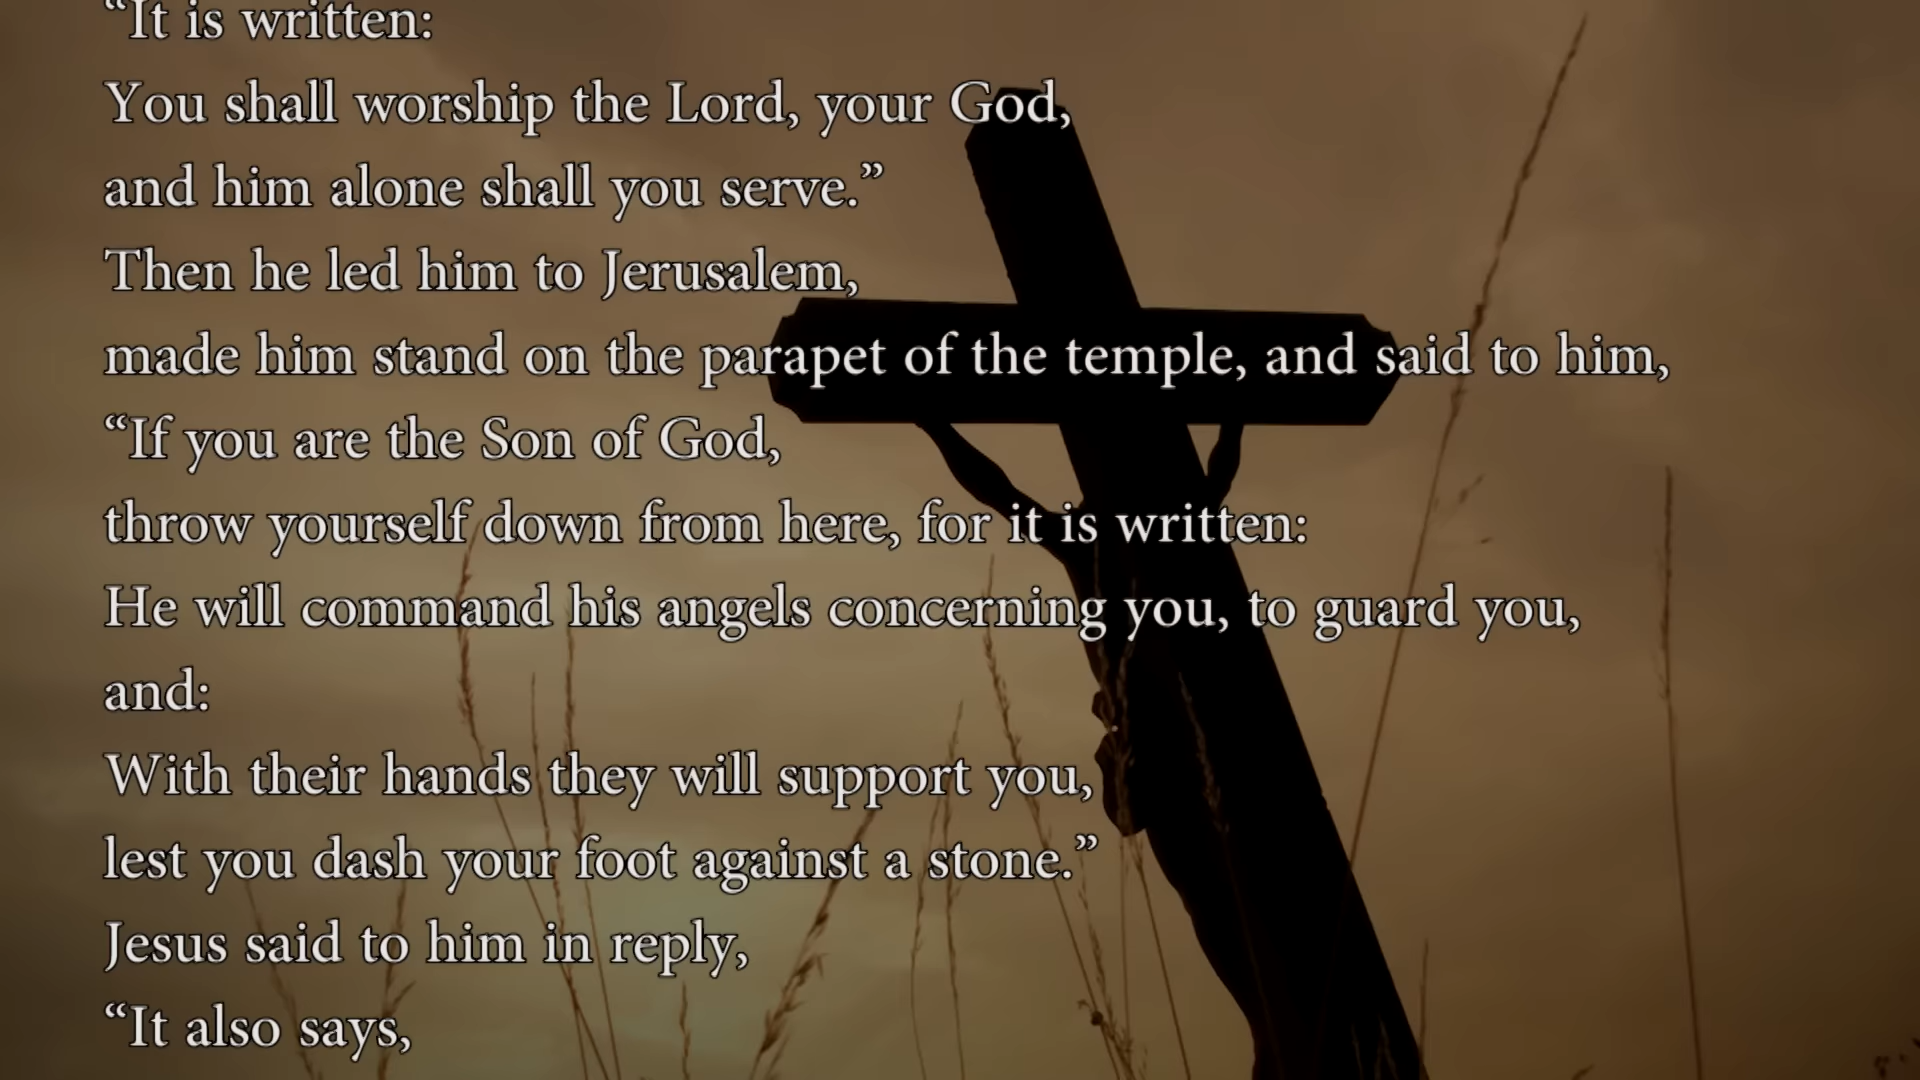 “It is written:
You shall worship the Lord, your God,
and him alone shall you serve.”
Then he led him to Jerusalem,
made him stand on the parapet of the temple, and said to him,
“If you are the Son of God,
throw yourself down from here, for it is written:
He will command his angels concerning you, to guard you,
and:
With their hands they will support you,
lest you dash your foot against a stone.”
Jesus said to him in reply,
“It also says,